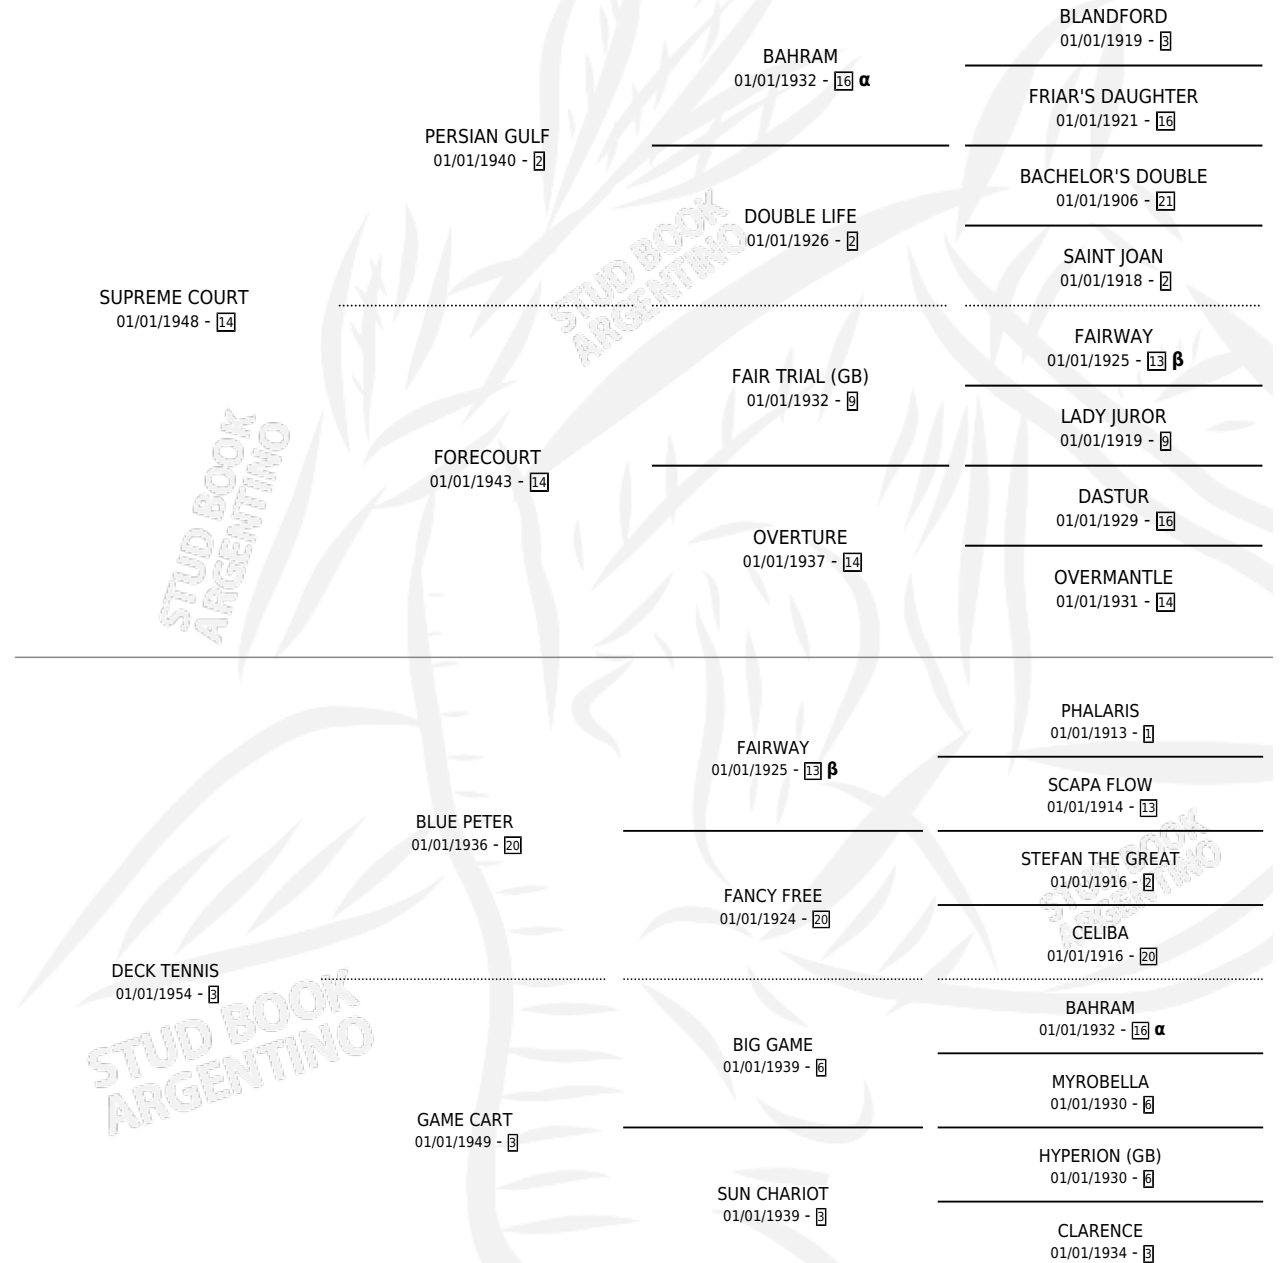 BLANDFORD
01/01/1919 - 3
BAHRAM
01/01/1932 - 16 α
FRIAR'S DAUGHTER
01/01/1921 - 16
PERSIAN GULF
01/01/1940 - 2
BACHELOR'S DOUBLE
01/01/1906 - 21
DOUBLE LIFE
01/01/1926 - 2
SAINT JOAN
01/01/1918 - 2
SUPREME COURT
01/01/1948 - 14
FAIRWAY
01/01/1925 - 13 β
FAIR TRIAL (GB)
01/01/1932 - 9
LADY JUROR
01/01/1919 - 9
FORECOURT
01/01/1943 - 14
DASTUR
01/01/1929 - 16
OVERTURE
01/01/1937 - 14
OVERMANTLE
01/01/1931 - 14
PHALARIS
01/01/1913 - 1
FAIRWAY
01/01/1925 - 13 β
SCAPA FLOW
01/01/1914 - 13
BLUE PETER
01/01/1936 - 20
STEFAN THE GREAT
01/01/1916 - 2
FANCY FREE
01/01/1924 - 20
CELIBA
01/01/1916 - 20
DECK TENNIS
01/01/1954 - 3
BAHRAM
01/01/1932 - 16 α
BIG GAME
01/01/1939 - 6
MYROBELLA
01/01/1930 - 6
GAME CART
01/01/1949 - 3
HYPERION (GB)
01/01/1930 - 6
SUN CHARIOT
01/01/1939 - 3
CLARENCE
01/01/1934 - 3
STUD BOOK
ARGENTINO
STUD BOOK
ARGENTINO
STUD BOOK
ARGENTINO
STUD BOOK
ARGENTINO